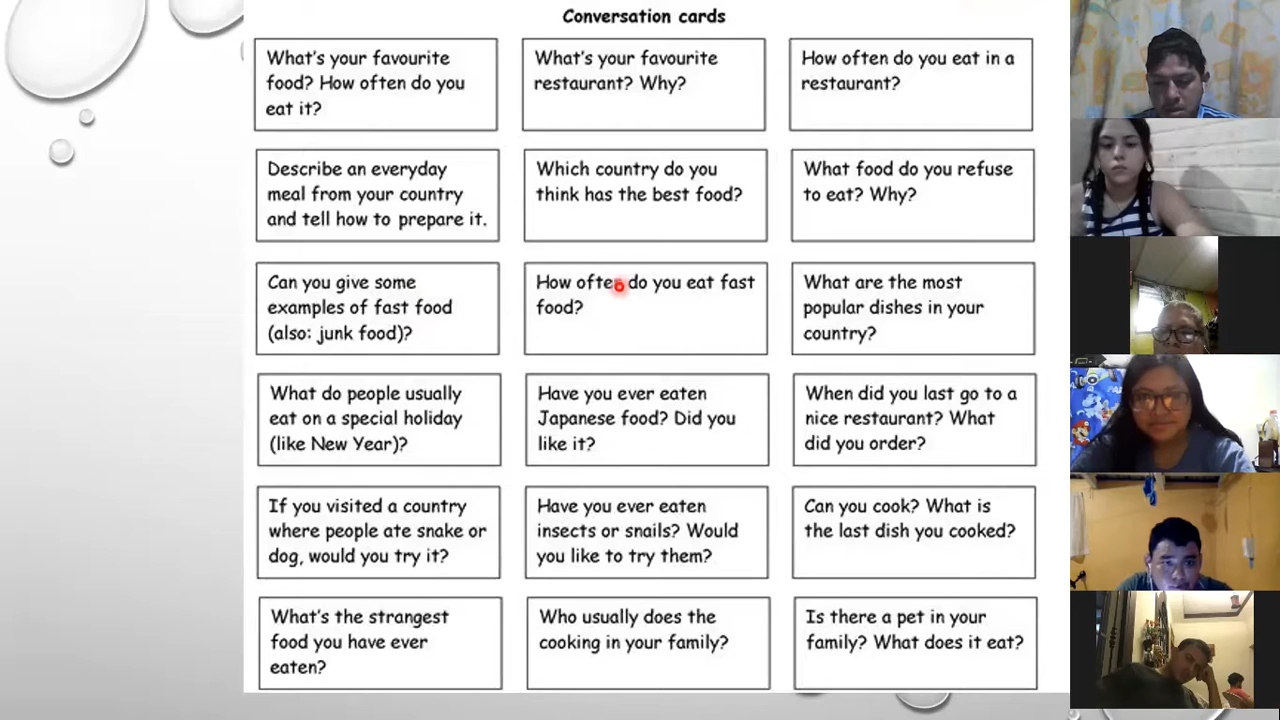 Conversation cards
What's your favourite
food? How often do you
eat it?
What's your favourite
restaurant? Why?
How often do you eat in a
restaurant?
Describe an everyday
meal from your country
and tell how to prepare it.
Which country do you
think has the best food?
What food do you refuse
to eat? Why?
Can you give some
examples of fast food
(also: junk food)?
How often do you eat fast
food?
What are the most
popular dishes in your
country?
What do people usually
eat on a special holiday
(like New Year)?
Have you ever eaten
Japanese food? Did you
like it?
When did you last go to a
nice restaurant? What
did you order?
If you visited a country
where people ate snake or
dog, would you try it?
Have you ever eaten
insects or snails? Would
you like to try them?
Can you cook? What is
the last dish you cooked?
What's the strangest
food you have ever
eaten?
Who usually does the
cooking in your family?
Is there a pet in your
family? What does it eat?